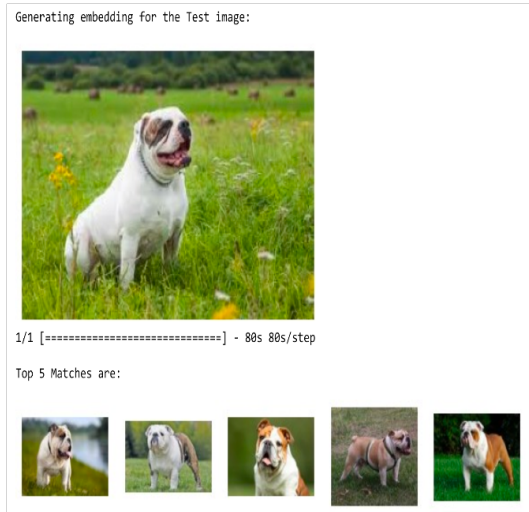 Generating embedding for the Test image:
1/1 [==============================] - 80s 80s/step
Top 5 Matches are: